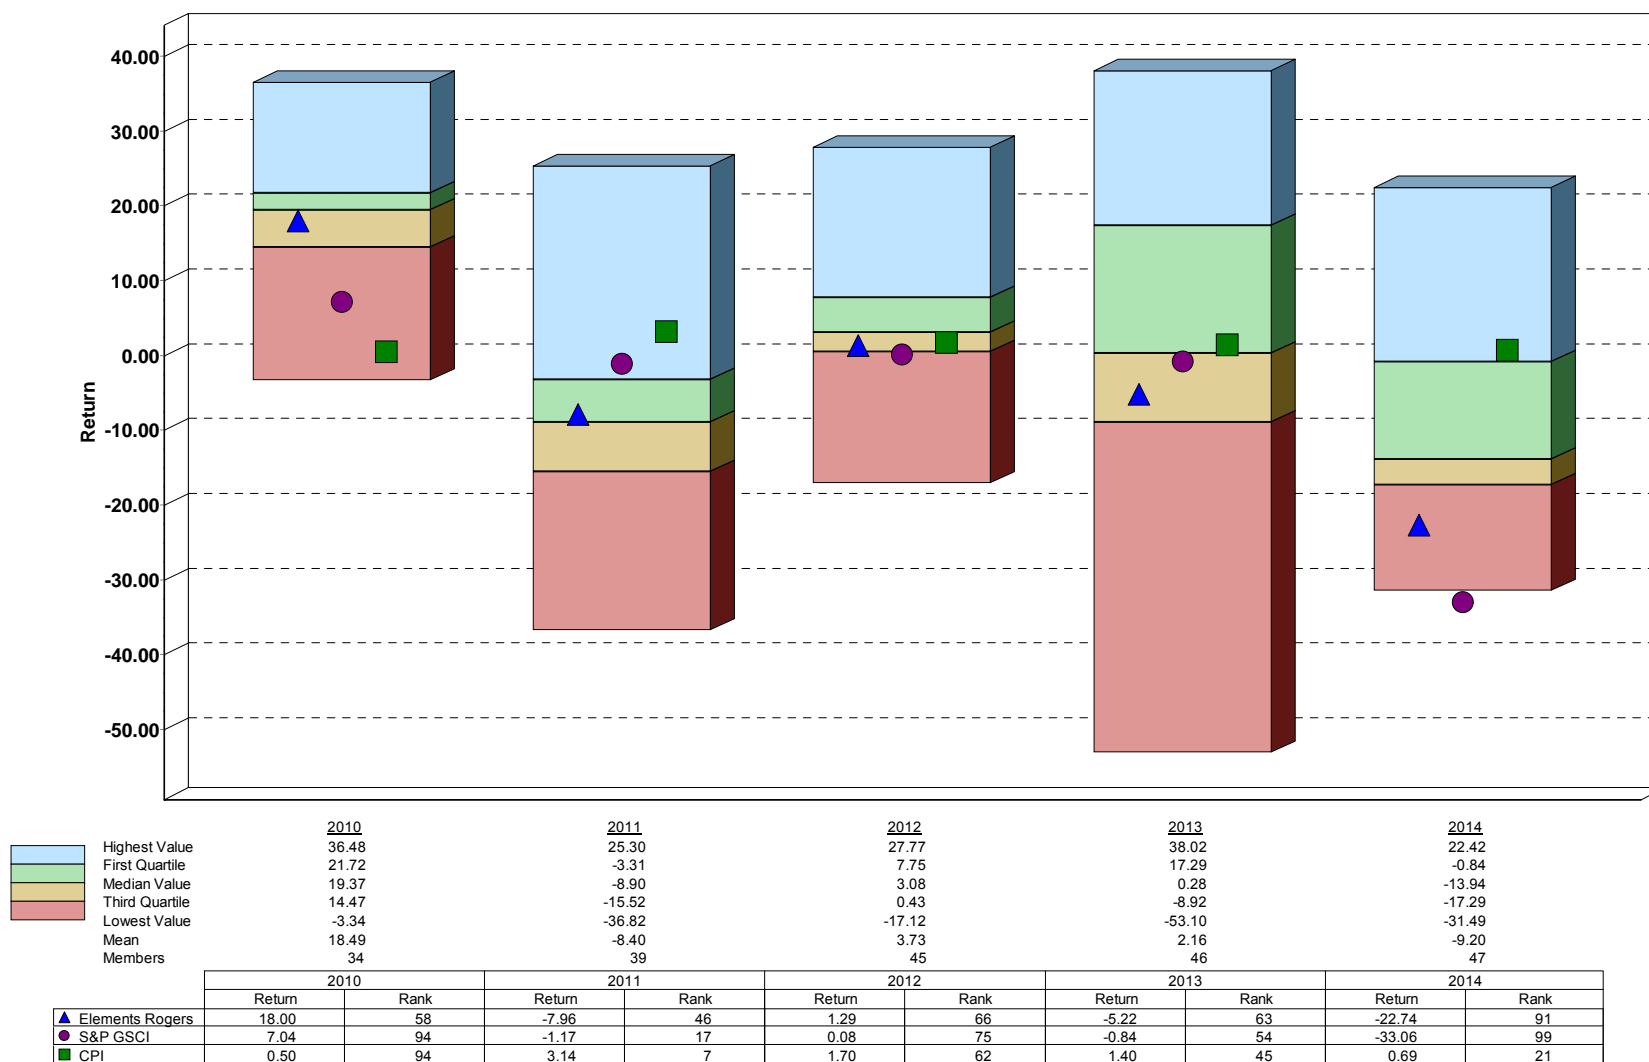 40.00
30.00
20.00
10.00
0.00
-10.00
-20.00
-30.00
-40.00
-50.00
Return
2010 2011 2012 2013 2014
Highest Value 36.48 25.30 27.77 38.02 22.42
First Quartile 21.72 -3.31 7.75 17.29 -0.84
Median Value 19.37 -8.90 3.08 0.28 -13.94
Third Quartile 14.47 -15.52 0.43 -8.92 -17.29
Lowest Value -3.34 -36.82 -17.12 -53.10 -31.49
Mean 18.49 -8.40 3.73 2.16 -9.20
Members 34 39 45 46 47
2010 2011 2012 2013 2014
Return Rank Return Rank Return Rank Return Rank Return Rank
Elements Rogers 18.00 58 -7.96 46 1.29 66 -5.22 63 -22.74 91
S&P GSCI 7.04 94 -1.17 17 0.08 75 -0.84 54 -33.06 99
CPI 0.50 94 3.14 7 1.70 62 1.40 45 0.69 21